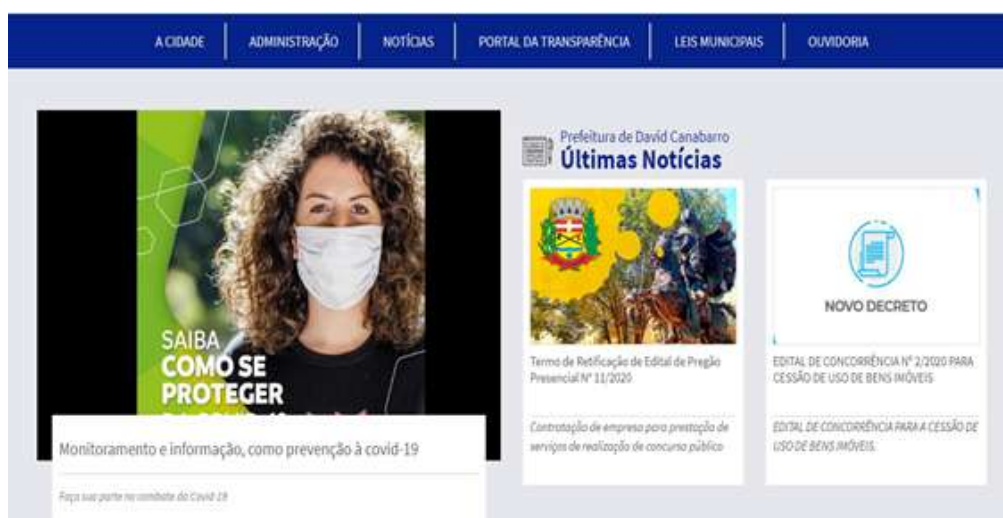 A CIDADE
ADMINISTRAÇÃO
NOTÍCIAS
PORTAL DA TRANSPARÊNCIA
LEIS MUNICIPAIS
OUVIDORIA
SAIBA
COMO SE
PROTEGER
Monitoramento e informação, como prevenção à covid-19
Faça sua parte no combate da Covid-19
Prefeitura de David Canabarro
Últimas Notícias
Termo de Retificação de Edital de Pregão
Presencial N° 11/2020
Contratação de empresa para prestação de
serviços de realização de concurso público
NOVO DECRETO
EDITAL DE CONCORRÊNCIA N° 2/2020 PARA
CESSÃO DE USO DE BENS IMÓVEIS
EDITAL DE CONCORRÊNCIA PARA A CESSÃO DE
USO DE BENS IMÓVEIS.